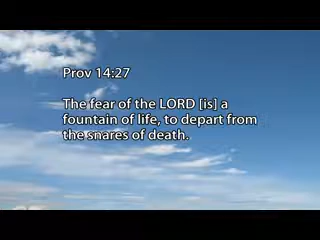 Prov 14:27
The fear of the LORD [is] a
fountain of life, to depart from
the snares of death.